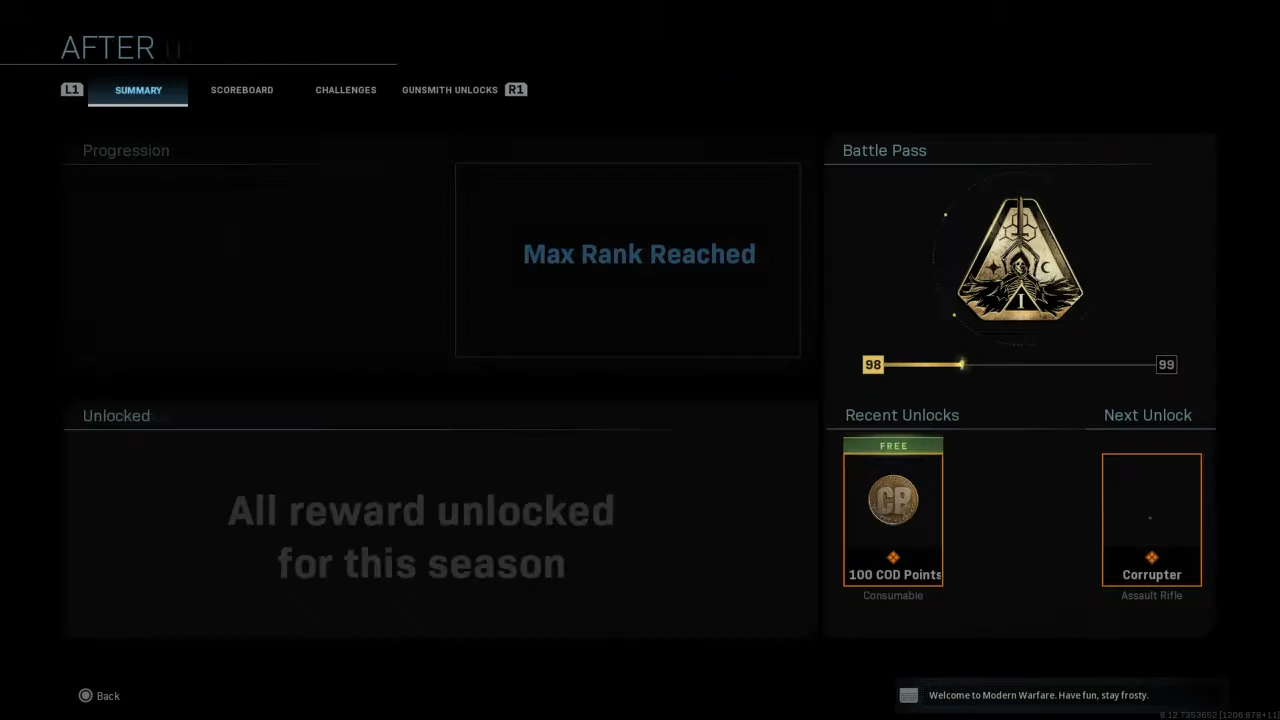 AFTER
L1 SUMMARY SCOREBOARD CHALLENGES GUNSMITH UNLOCKS R1
Progression
Max Rank Reached
Battle Pass
I
98 99
Unlocked
All reward unlocked
for this season
Recent Unlocks
Next Unlock
FREE
CP
100 COD Points
Consumable
Corrupter
Assault Rifle
Back
Welcome to Modern Warfare. Have fun, stay frosty.